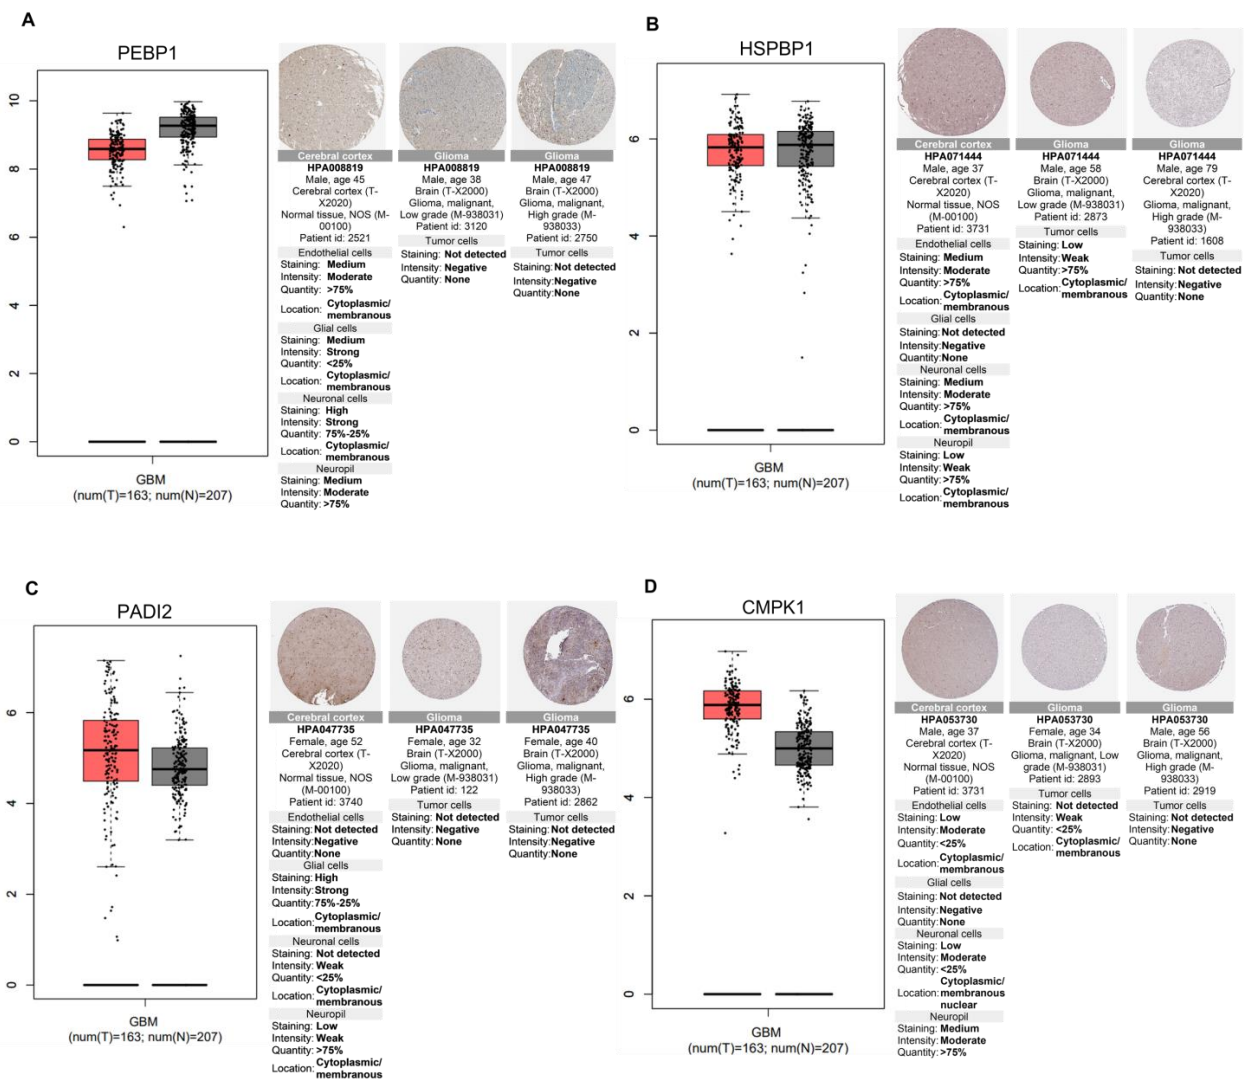 A
PEBP1
10
8
6
4
2
0
GBM
(num(T)=163; num(N)=207)
Cerebral cortex
HPA008819
Male, age 45
Cerebral cortex (T-
X2020)
Normal tissue, NOS (M-
00100)
Patient id: 2521
Endothelial cells
Staining: Medium
Intensity: Moderate
Quantity: >75%
Location: Cytoplasmic/
membranous
Glial cells
Staining: Medium
Intensity: Strong
Quantity: <25%
Location: Cytoplasmic/
membranous
Neuronal cells
Staining: High
Intensity: Strong
Quantity: 75%-25%
Location: Cytoplasmic/
membranous
Neuropil
Staining: Medium
Intensity: Moderate
Quantity: >75%
Glioma
HPA008819
Male, age 38
Brain (T-X2000)
Glioma, malignant,
Low grade (M-938031)
Patient id: 3120
Tumor cells
Staining: Not detected
Intensity: Negative
Quantity: None
Glioma
HPA008819
Male, age 47
Brain (T-X2000)
Glioma, malignant,
High grade (M-
938033)
Patient id: 2750
Tumor cells
Staining: Not detected
Intensity: Negative
Quantity: None
B
HSPBP1
6
4
2
0
GBM
(num(T)=163; num(N)=207)
Cerebral cortex
HPA071444
Male, age 37
Cerebral cortex (T-
X2020)
Normal tissue, NOS
(M-00100)
Patient id: 3731
Endothelial cells
Staining: Medium
Intensity: Moderate
Quantity: >75%
Location: Cytoplasmic/
membranous
Glial cells
Staining: Not detected
Intensity: Negative
Quantity: None
Neuronal cells
Staining: Medium
Intensity: Moderate
Quantity: >75%
Location: Cytoplasmic/
membranous
Neuropil
Staining: Low
Intensity: Weak
Quantity: >75%
Location: Cytoplasmic/
membranous
Glioma
HPA071444
Male, age 58
Brain (T-X2000)
Glioma, malignant,
Low grade (M-938031)
Patient id: 2873
Tumor cells
Staining: Low
Intensity: Weak
Quantity: >75%
Location: Cytoplasmic/
membranous
Glioma
HPA071444
Male, age 79
Cerebral cortex (T-
X2020)
Glioma, malignant,
High grade (M-
938033)
Patient id: 1608
Tumor cells
Staining: Not detected
Intensity: Negative
Quantity: None
C
PADI2
6
4
2
0
GBM
(num(T)=163; num(N)=207)
Cerebral cortex
HPA047735
Female, age 52
Cerebral cortex (T-
X2020)
Normal tissue, NOS
(M-00100)
Patient id: 3740
Endothelial cells
Staining: Not detected
Intensity: Negative
Quantity: None
Glial cells
Staining: High
Intensity: Strong
Quantity: 75%-25%
Location: Cytoplasmic/
membranous
Neuronal cells
Staining: Not detected
Intensity: Weak
Quantity: <25%
Location: Cytoplasmic/
membranous
Neuropil
Staining: Low
Intensity: Weak
Quantity: >75%
Location: Cytoplasmic/
membranous
Glioma
HPA047735
Female, age 32
Brain (T-X2000)
Glioma, malignant,
Low grade (M-938031)
Patient id: 122
Tumor cells
Staining: Not detected
Intensity: Negative
Quantity: None
Glioma
HPA047735
Female, age 40
Brain (T-X2000)
Glioma, malignant,
High grade (M-
938033)
Patient id: 2862
Tumor cells
Staining: Not detected
Intensity: Negative
Quantity: None
D
CMPK1
6
4
2
0
GBM
(num(T)=163; num(N)=207)
Cerebral cortex
HPA053730
Male, age 37
Cerebral cortex (T-
X2020)
Normal tissue, NOS
(M-00100)
Patient id: 3731
Endothelial cells
Staining: Low
Intensity: Moderate
Quantity: <25%
Location: Cytoplasmic/
membranous
Glial cells
Staining: Not detected
Intensity: Negative
Quantity: None
Neuronal cells
Staining: Low
Intensity: Moderate
Quantity: <25%
Location: Cytoplasmic/
membranous
nuclear
Neuropil
Staining: Medium
Intensity: Moderate
Quantity: >75%
Glioma
HPA053730
Female, age 34
Brain (T-X2000)
Glioma, malignant, Low
grade (M-938031)
Patient id: 2893
Tumor cells
Staining: Not detected
Intensity: Weak
Quantity: <25%
Location: Cytoplasmic/
membranous
Glioma
HPA053730
Male, age 56
Brain (T-X2000)
Glioma, malignant,
High grade (M-
938033)
Patient id: 2919
Tumor cells
Staining: Not detected
Intensity: Negative
Quantity: None